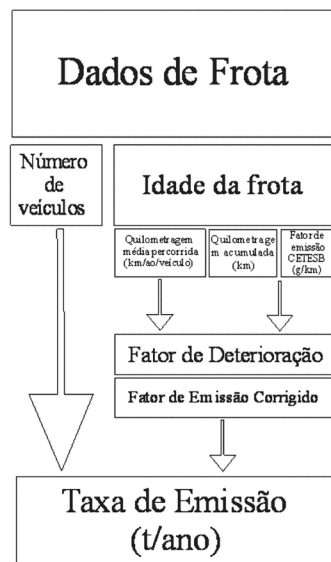 Dados de Frota
Número
de
veículos
Idade da frota
Quilometragem
média percorrida
(km/ao/veículo)
Quilometrage
m acumulada
(km)
Fator de
emissão
CETESB
(g/km)
Fator de Deterioração
Fator de Emissão Corrigido
Taxa de Emissão
(t/ano)